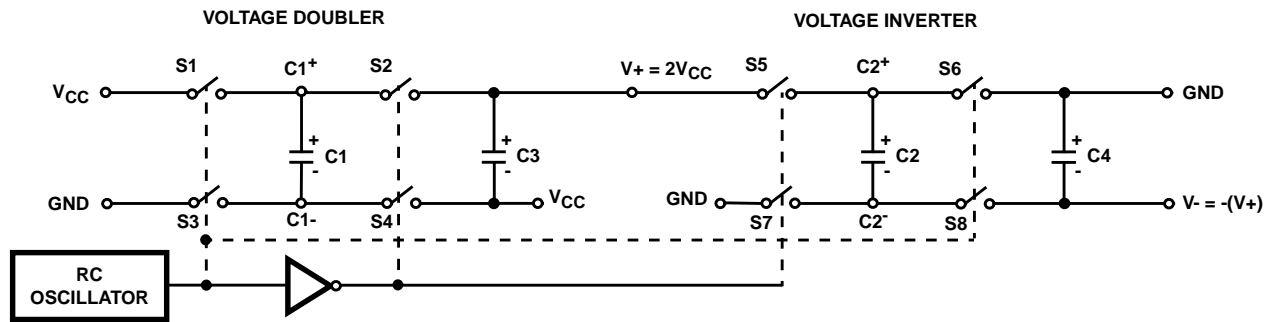 VOLTAGE DOUBLER
VOLTAGE INVERTER
S1
C1+
S2
V+ = 2VCC
S5
C2+
S6
VCC
GND
+
C1
-
+
C3
-
+
C2
-
+
C4
-
GND
S3
C1-
S4
VCC
GND
S7
C2-
S8
V- = -(V+)
RC
OSCILLATOR